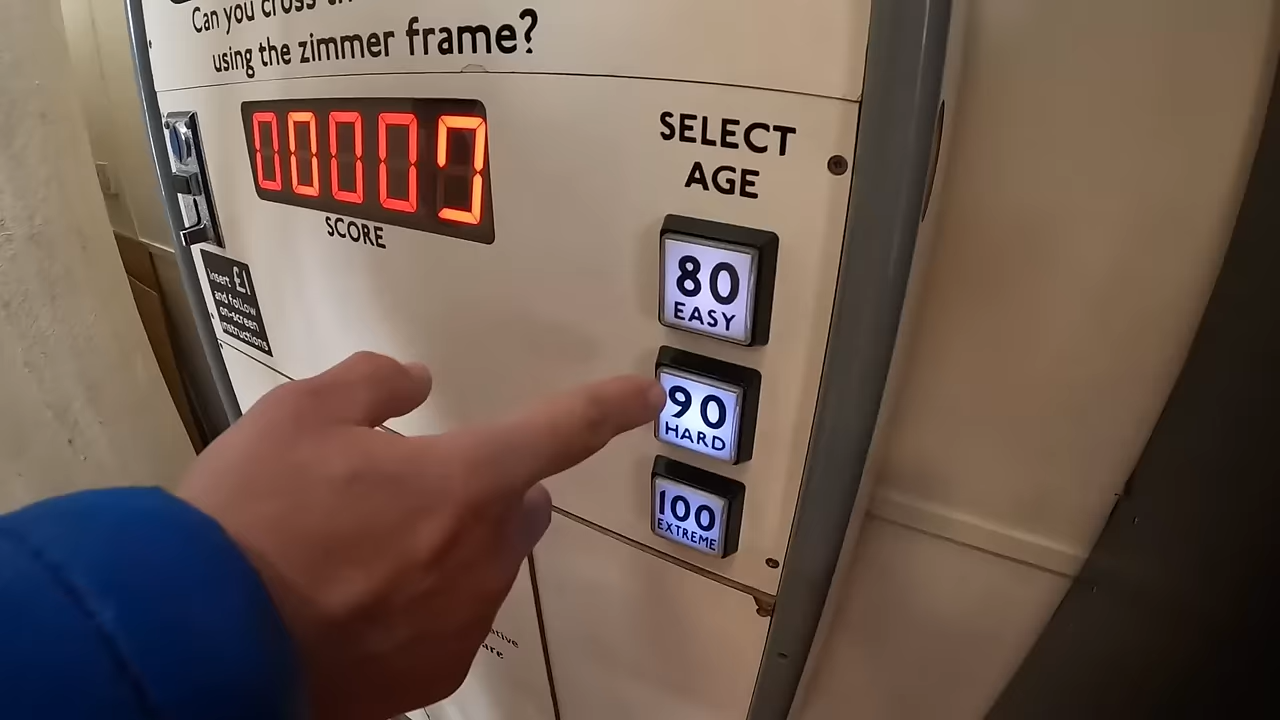 Can you cross
using the zimmer frame?
SELECT
AGE
SCORE
Insert £1
and follow
on-screen
instructions
80
EASY
90
HARD
100
EXTREME